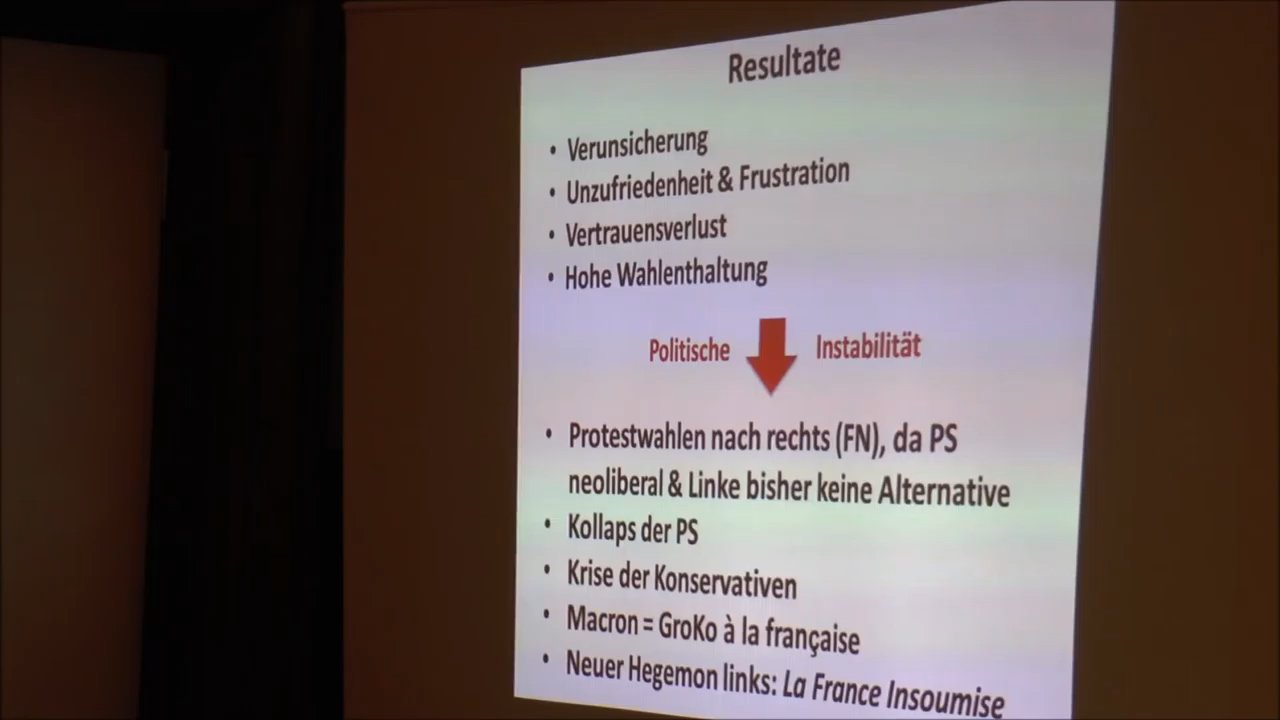 Resultate
• Verunsicherung
• Unzufriedenheit & Frustration
• Vertrauensverlust
• Hohe Wahlenthaltung
Politische Instabilität
• Protestwahlen nach rechts (FN), da PS
neoliberal & Linke bisher keine Alternative
• Kollaps der PS
• Krise der Konservativen
• Macron = GroKo à la française
• Neuer Hegemon links: La France Insoumise